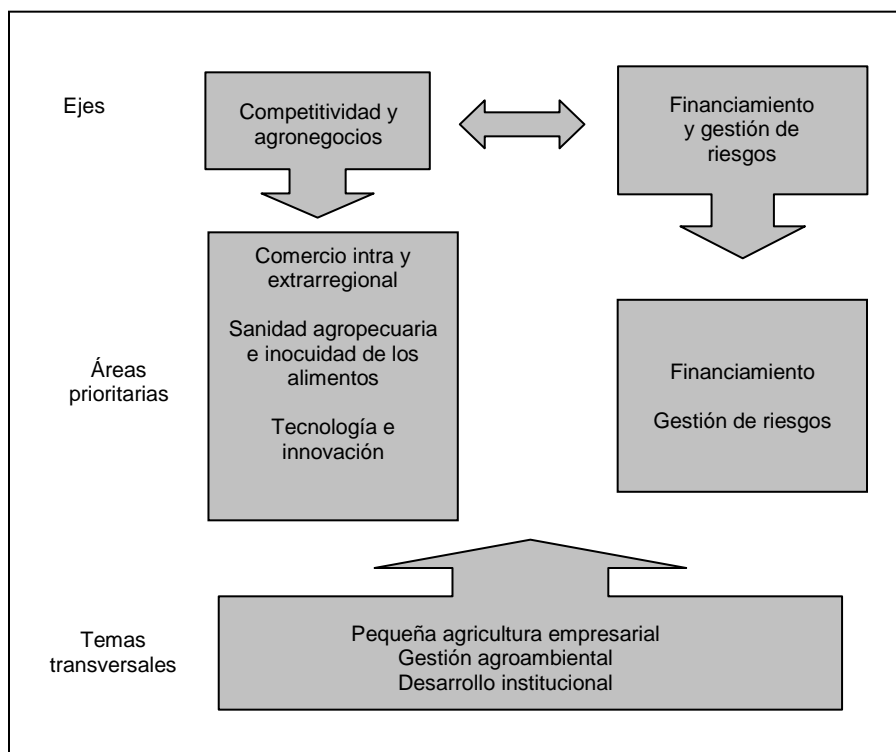 Ejes
Competitividad y
agronegocios
Financiamiento
y gestión de
riesgos
Áreas
prioritarias
Comercio intra y
extrarregional
Sanidad agropecuaria
e inocuidad de los
alimentos
Tecnología e
innovación
Financiamiento
Gestión de riesgos
Temas
transversales
Pequeña agricultura empresarial
Gestión agroambiental
Desarrollo institucional